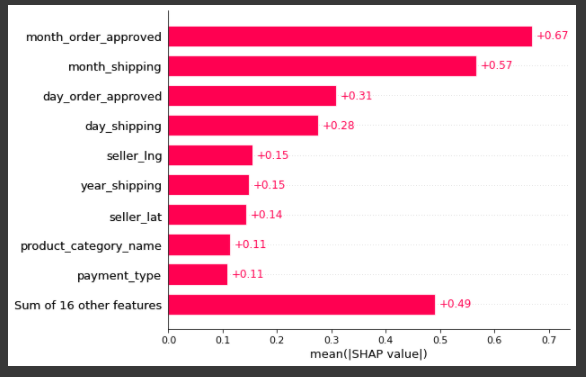 month_order_approved +0.67
month_shipping +0.57
day_order_approved +0.31
day_shipping +0.28
seller_lng +0.15
year_shipping +0.15
seller_lat +0.14
product_category_name +0.11
payment_type +0.11
Sum of 16 other features +0.49
0.0 0.1 0.2 0.3 0.4 0.5 0.6 0.7
mean(|SHAP value|)